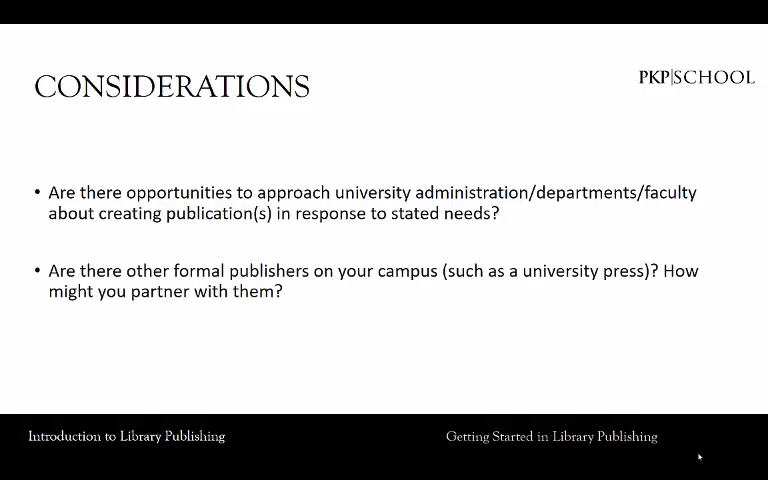 CONSIDERATIONS
PKP|SCHOOL
• Are there opportunities to approach university administration/departments/faculty
about creating publication(s) in response to stated needs?
• Are there other formal publishers on your campus (such as a university press)? How
might you partner with them?
Introduction to Library Publishing
Getting Started in Library Publishing